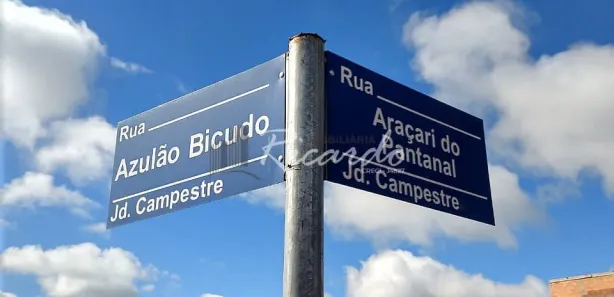 Rua
Azulão Bicudo
Jd. Campestre
Rua
Araçari do
Pantanal
Jd. Campestre
Ricardo